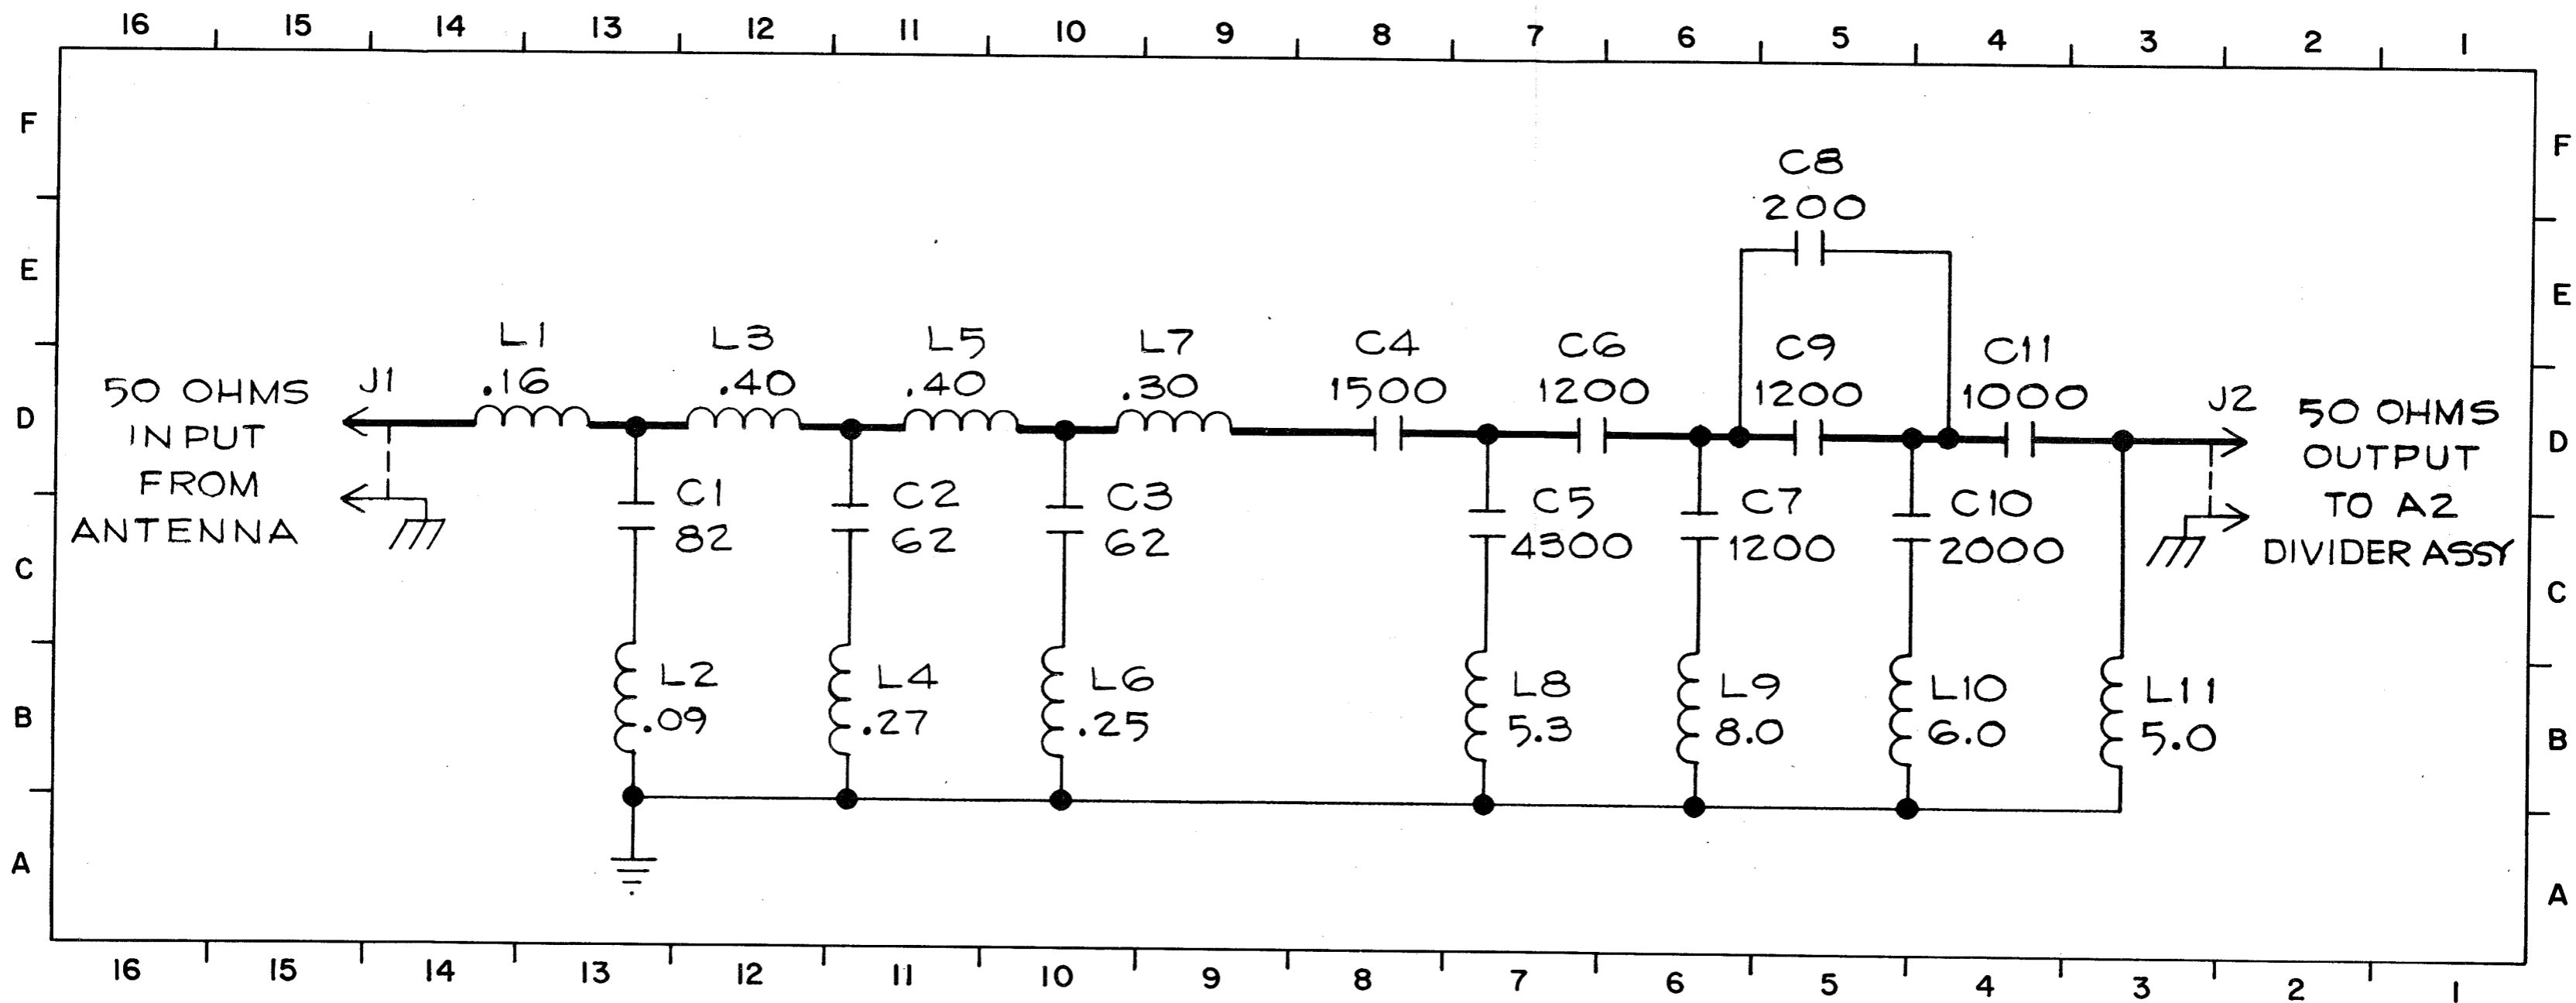 16 15 14 13 12 11 10 9 8 7 6 5 4 3 2 1
F
F
C8
200
E
E
L1
.16
L3
.40
L5
.40
L7
.30
C4
1500
C6
1200
C9
1200
C11
1000
50 OHMS
INPUT
FROM
ANTENNA
J1
J2
50 OHMS
OUTPUT
TO A2
DIVIDER ASSY
D
D
C1
82
C2
62
C3
62
C5
4300
C7
1200
C10
2000
C
C
L2
.09
L4
.27
L6
.25
L8
5.3
L9
8.0
L10
6.0
L11
5.0
B
B
A
A
16 15 14 13 12 11 10 9 8 7 6 5 4 3 2 1